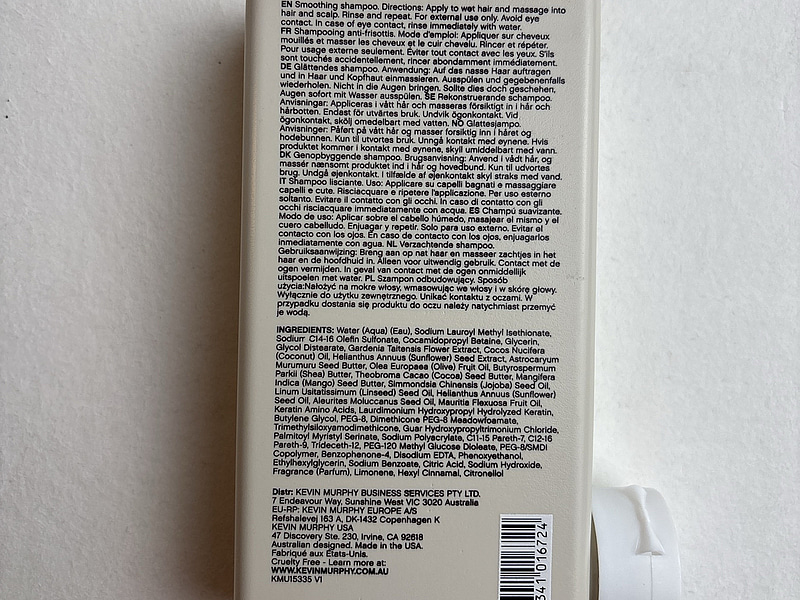 EN Smoothing shampoo. Directions: Apply to wet hair and massage into
hair and scalp. Rinse and repeat. For external use only. Avoid eye
contact. In case of eye contact, rinse immediately with water.
FR Shampooing anti-frisottis. Mode d'emploi: Appliquer sur cheveux
mouillés et masser les cheveux et le cuir chevelu. Rincer et répéter.
Pour usage externe seulement. Éviter tout contact avec les yeux. S'ils
sont touchés accidentellement, rincer abondamment immédiatement.
DE Glättendes shampoo. Anwendung: Auf das nasse Haar auftragen
und in Haar und Kopfhaut einmassieren. Ausspülen und gegebenenfalls
wiederholen. Nicht in die Augen bringen. Sollte dies doch geschehen,
Augen sofort mit Wasser ausspülen. SE Rekonstruerande schampoo.
Anvisningar: Appliceras i vått hår och masseras försiktigt in i hår och
hårbotten. Endast för utvärtes bruk. Undvik ögonkontakt. Vid
ögonkontakt, skölj omedelbart med vatten. NO Glattesjampo.
Anvisninger: Påført på vått hår og masser forsiktig inn i håret og
hodebunnen. Kun til utvortes bruk. Unngå kontakt med øynene. Hvis
produktet kommer i kontakt med øynene, skyll umiddelbart med vann.
DK Genopbyggende shampoo. Brugsanvisning: Anvend i vådt hår, og
massér nænsomt produktet ind i hår og hovedbund. Kun til udvortes
brug. Undgå øjenkontakt. I tilfælde af øjenkontakt skyl straks med vand.
IT Shampoo lisciante. Uso: Applicare su capelli bagnati e massaggiare
capelli e cute. Risciacquare e ripetere l'applicazione. Per uso esterno
soltanto. Evitare il contatto con gli occhi. In caso di contatto con gli
occhi risciacquare immediatamente con acqua. ES Champú suavizante.
Modo de uso: Aplicar sobre el cabello húmedo, masajear el mismo y el
cuero cabelludo. Enjuagar y repetir. Solo para uso externo. Evitar el
contacto con los ojos. En caso de contacto con los ojos, enjuagarlos
inmediatamente con agua. NL Verzachtende shampoo.
Gebruiksaanwijzing: Breng aan op nat haar en masseer zachtjes in het
haar en de hoofdhuid in. Alleen voor uitwendig gebruik. Contact met de
ogen vermijden. In geval van contact met de ogen onmiddellijk
uitspoelen met water. PL Szampon odbudowujący. Sposób
użycia:Nałożyć na mokre włosy, wmasowując we włosy i w skórę głowy.
Wyłącznie do użytku zewnętrznego. Unikać kontaktu z oczami. W
przypadku dostania się produktu do oczu należy natychmiast przemyć
je wodą.
INGREDIENTS: Water (Aqua) (Eau), Sodium Lauroyl Methyl Isethionate,
Sodium C14-16 Olefin Sulfonate, Cocamidopropyl Betaine, Glycerin,
Glycol Distearate, Gardenia Taitensis Flower Extract, Cocos Nucifera
(Coconut) Oil, Helianthus Annuus (Sunflower) Seed Extract, Astrocaryum
Murumuru Seed Butter, Olea Europaea (Olive) Fruit Oil, Butyrospermum
Parkii (Shea) Butter, Theobroma Cacao (Cocoa) Seed Butter, Mangifera
Indica (Mango) Seed Butter, Simmondsia Chinensis (Jojoba) Seed Oil,
Linum Usitatissimum (Linseed) Seed Oil, Helianthus Annuus (Sunflower)
Seed Oil, Aleurites Moluccanus Seed Oil, Mauritia Flexuosa Fruit Oil,
Keratin Amino Acids, Laurdimonium Hydroxypropyl Hydrolyzed Keratin,
Butylene Glycol, PEG-8, Dimethicone PEG-8 Meadowfoamate,
Trimethylsiloxyamodimethicone, Guar Hydroxypropyltrimonium Chloride,
Palmitoyl Myristyl Serinate, Sodium Polyacrylate, C11-15 Pareth-7, C12-16
Pareth-9, Trideceth-12, PEG-120 Methyl Glucose Dioleate, PEG-8/SMDI
Copolymer, Benzophenone-4, Disodium EDTA, Phenoxyethanol,
Ethylhexylglycerin, Sodium Benzoate, Citric Acid, Sodium Hydroxide,
Fragrance (Parfum), Limonene, Hexyl Cinnamal, Citronellol
Distr: KEVIN MURPHY BUSINESS SERVICES PTY LTD.
7 Endeavour Way, Sunshine West VIC 3020 Australia
EU-RP: KEVIN MURPHY EUROPE A/S
Refshalevej 163 A, DK-1432 Copenhagen K
KEVIN MURPHY USA
47 Discovery Ste. 230, Irvine, CA 92618
Australian designed. Made in the USA.
Fabriqué aux États-Unis.
Cruelty Free - Learn more at:
WWW.KEVINMURPHY.COM.AU
KMU15335 V1
341 016724